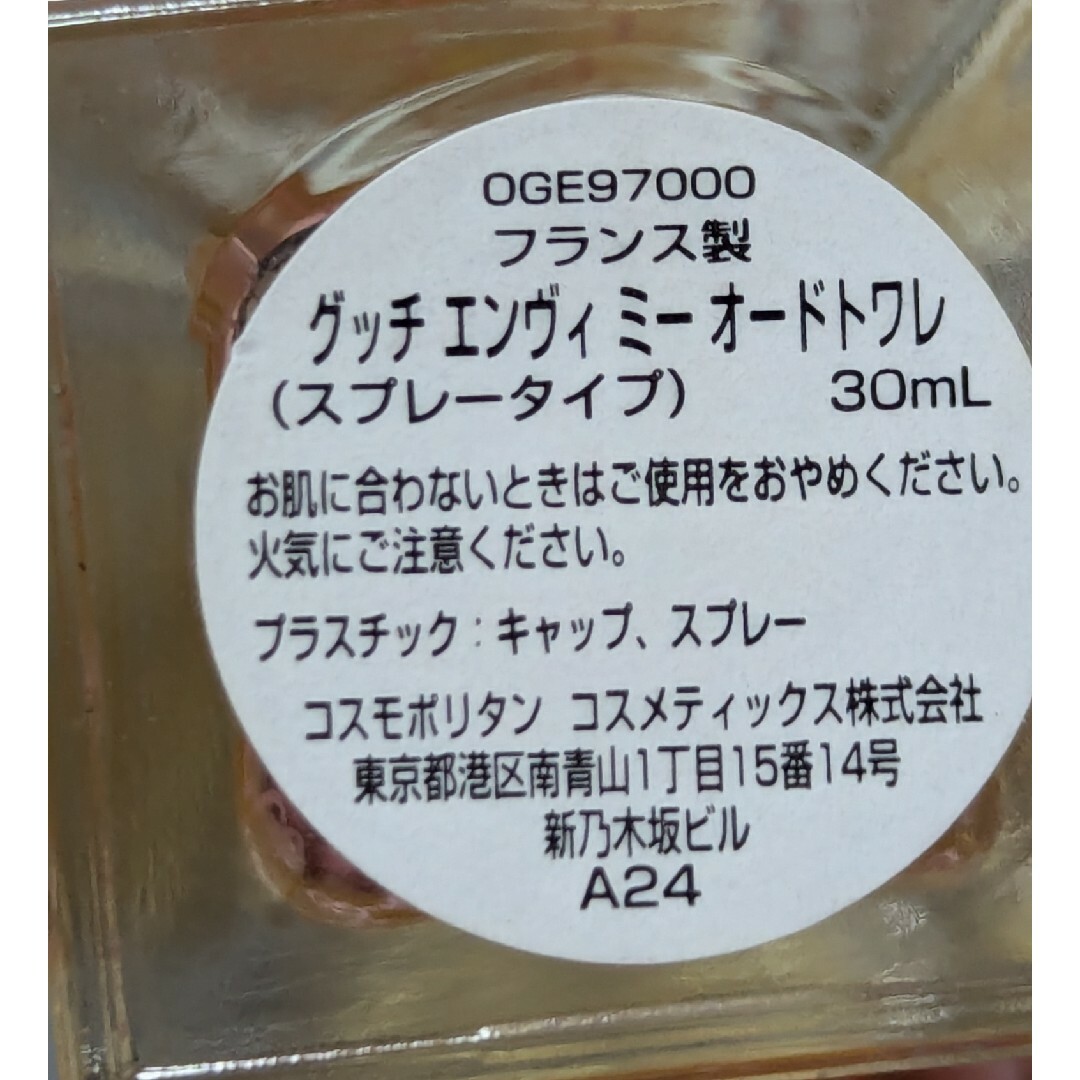 0GE97000
フランス製
グッチ エンヴィ ミー オードトワレ
（スプレータイプ） 30mL
お肌に合わないときはご使用をおやめください。
火気にご注意ください。
プラスチック：キャップ、スプレー
コスモポリタン コスメティックス株式会社
東京都港区南青山1丁目15番14号
新乃木坂ビル
A24